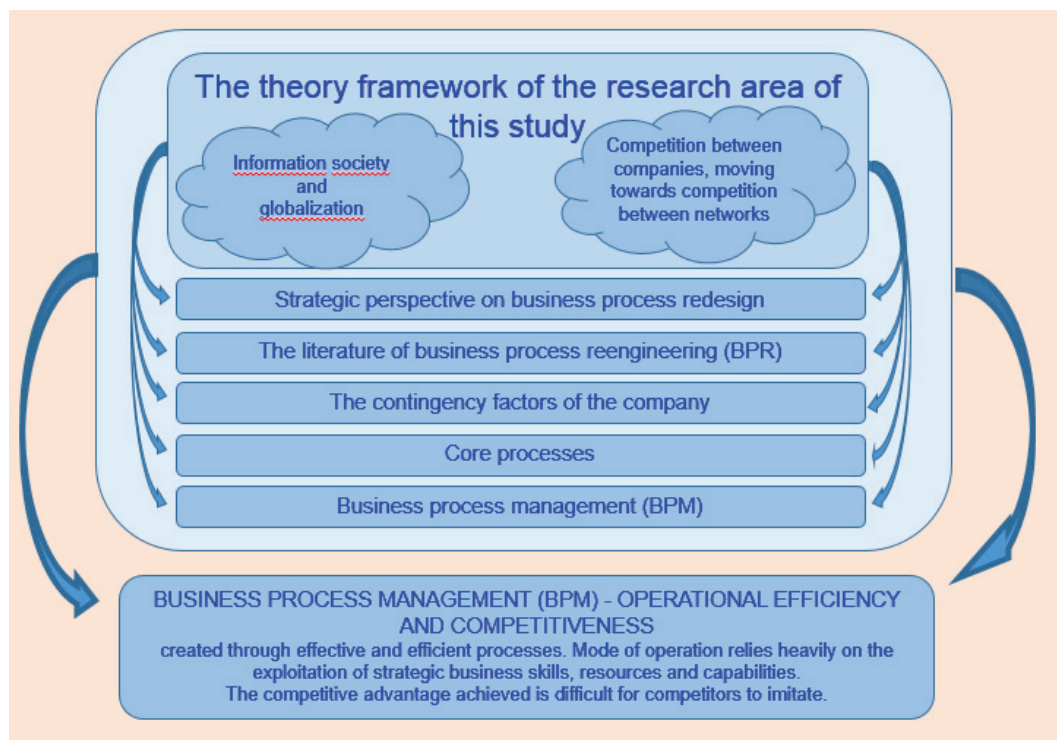 The theory framework of the research area of
this study
Information society
and
globalization
Competition between
companies, moving
towards competition
between networks
Strategic perspective on business process redesign
The literature of business process reengineering (BPR)
The contingency factors of the company
Core processes
Business process management (BPM)
BUSINESS PROCESS MANAGEMENT (BPM) - OPERATIONAL EFFICIENCY
AND COMPETITIVENESS
created through effective and efficient processes. Mode of operation relies heavily on the
exploitation of strategic business skills, resources and capabilities.
The competitive advantage achieved is difficult for competitors to imitate.